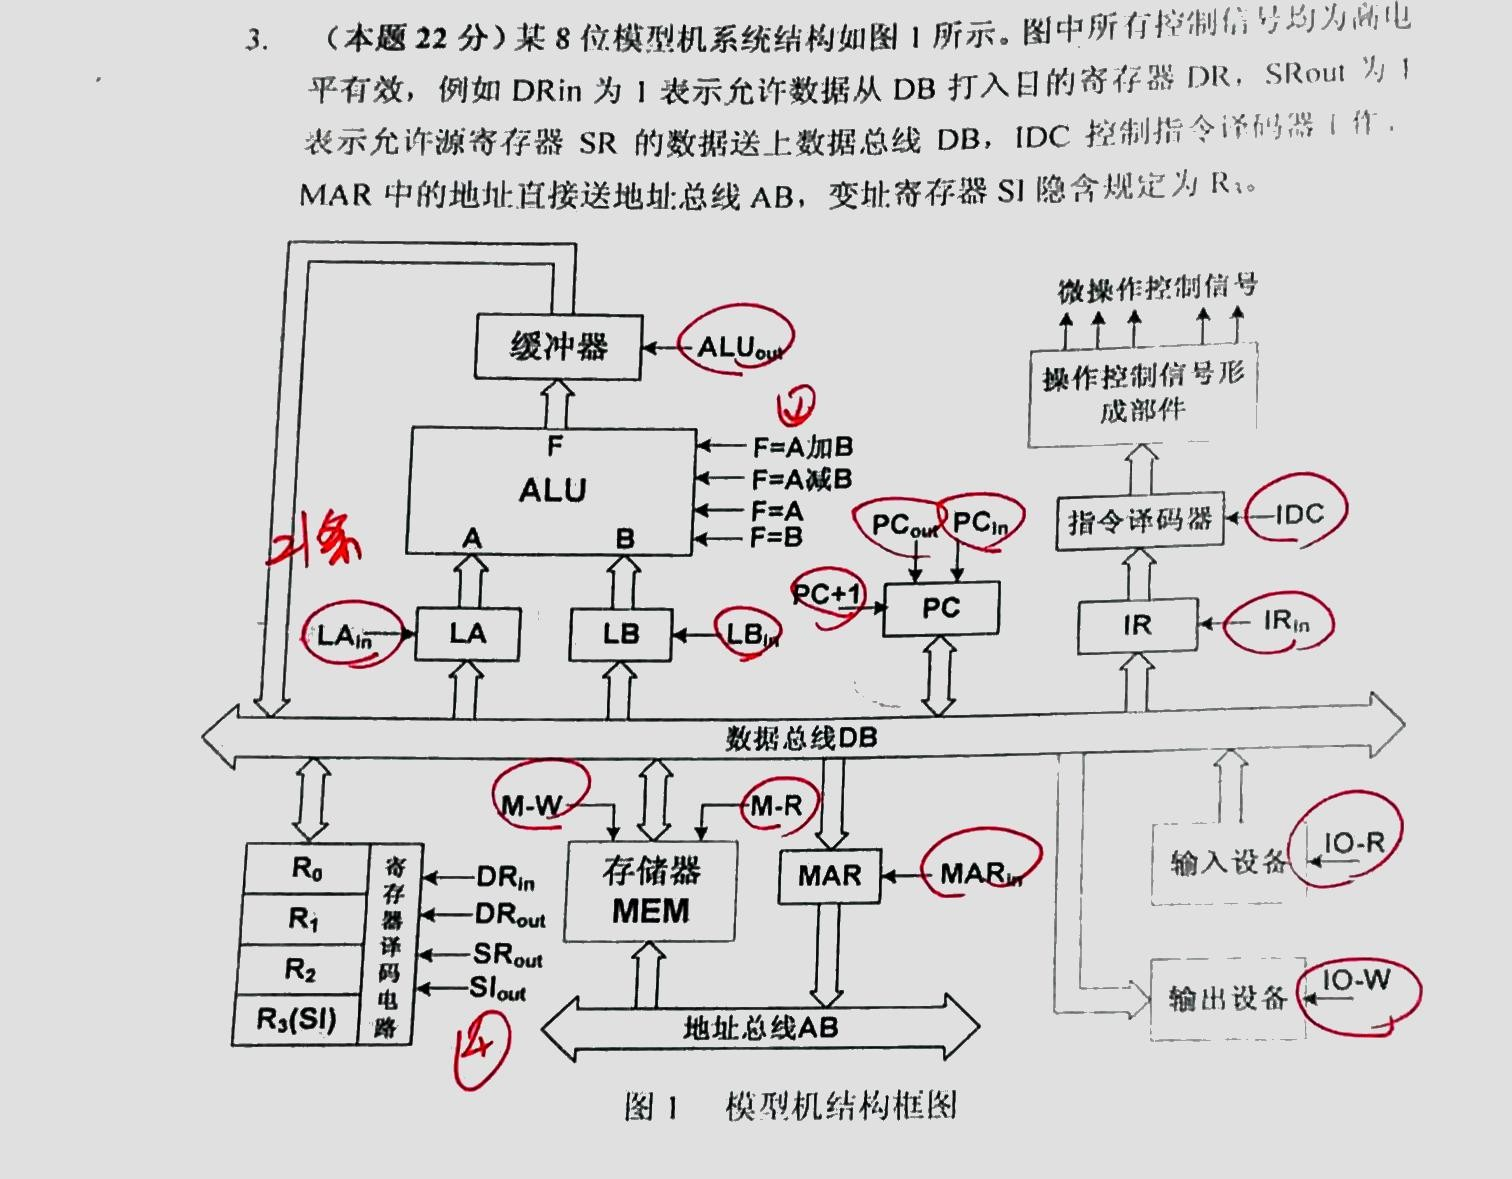 3. （本题 22 分）某 8 位模型机系统结构如图 1 所示。图中所有控制信号均为高电
平有效，例如 DRin 为 1 表示允许数据从 DB 打入目的寄存器 DR，SRout 为 1
表示允许源寄存器 SR 的数据送上数据总线 DB，IDC 控制指令译码器工作，
MAR 中的地址直接送地址总线 AB，变址寄存器 SI 隐含规定为 R₃。
微操作控制信号
缓冲器
ALUout
操作控制信号形
成部件
F
ALU
A
B
F=A加B
F=A减B
F=A
F=B
21条
PCout
PCin
PC+1
PC
指令译码器
IDC
LAin
LA
LB
LBin
IR
IRin
数据总线DB
M-W
M-R
R0
R1
R2
R3(SI)
寄存器译码电路
DRin
DRout
SRout
SIout
4
存储器
MEM
MAR
MARin
输入设备
IO-R
输出设备
IO-W
地址总线AB
图 1 模型机结构框图